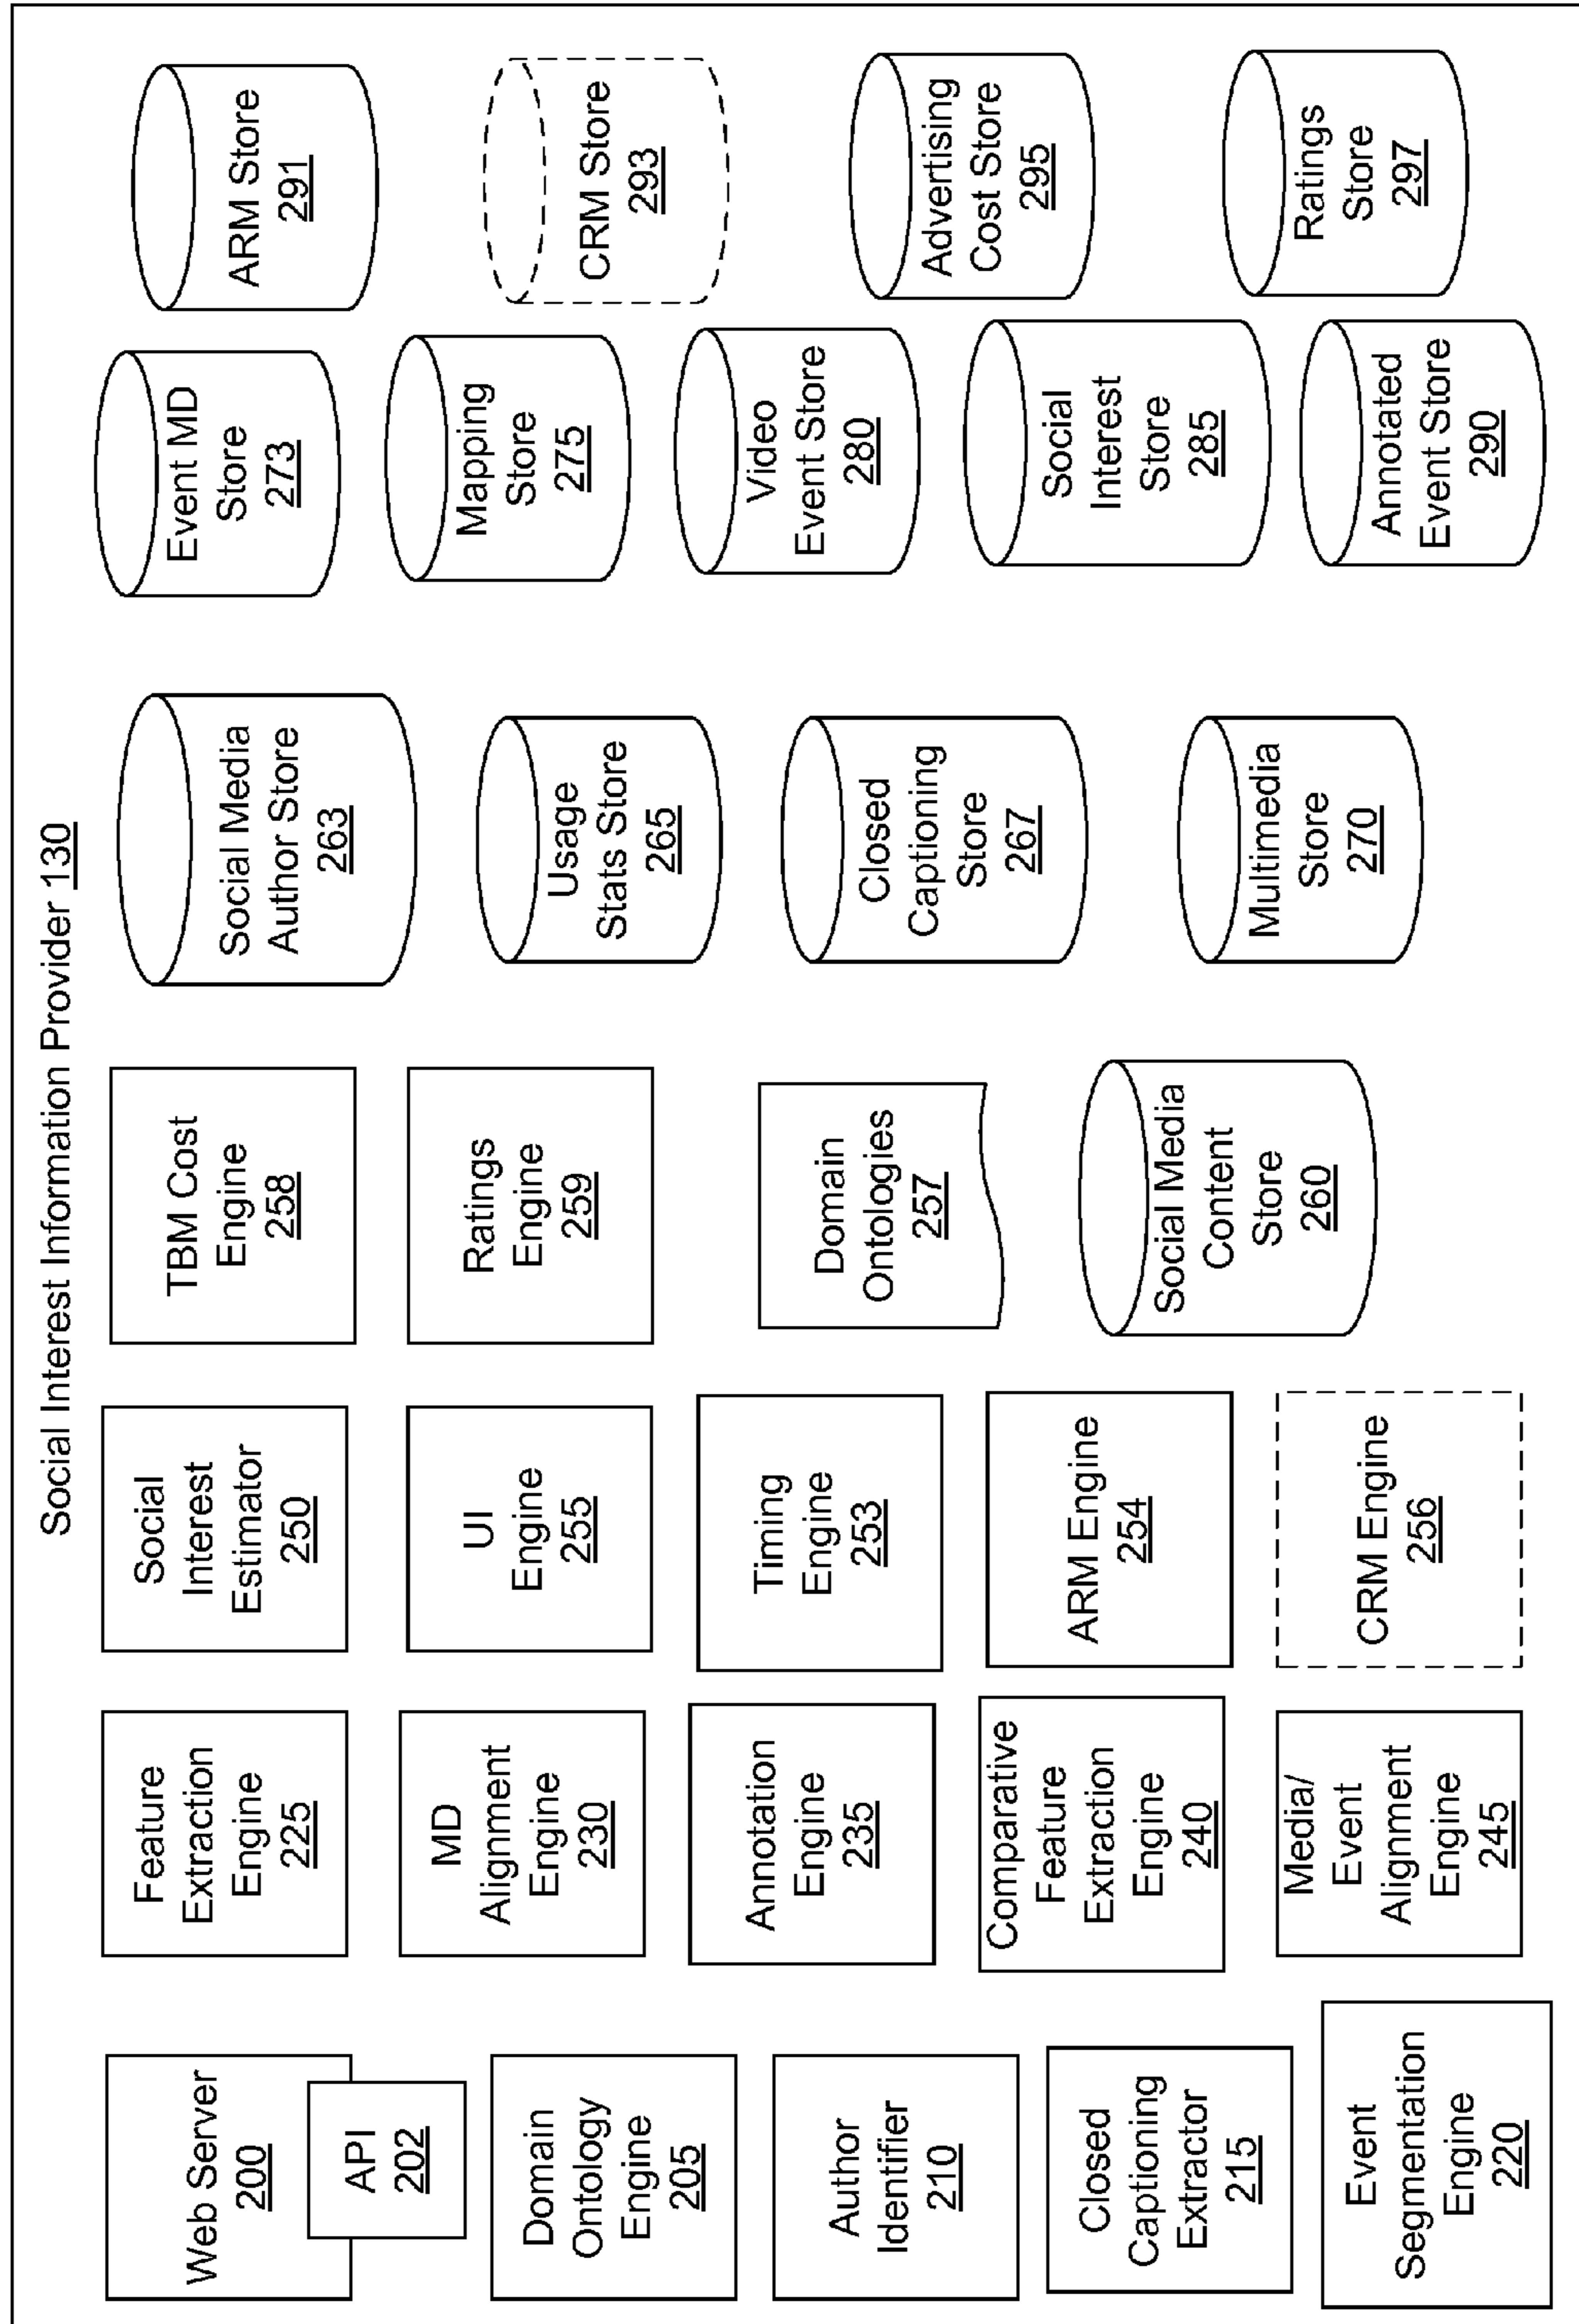 Social Interest Information Provider 130
Web Server
200
API
202
Domain
Ontology
Engine
205
Author
Identifier
210
Closed
Captioning
Extractor
215
Event
Segmentation
Engine
220
Feature
Extraction
Engine
225
MD
Alignment
Engine
230
Annotation
Engine
235
Comparative
Feature
Extraction
Engine
240
Media/
Event
Alignment
Engine
245
Social
Interest
Estimator
250
UI
Engine
255
Timing
Engine
253
ARM Engine
254
CRM Engine
256
TBM Cost
Engine
258
Ratings
Engine
259
Domain
Ontologies
257
Social Media
Content
Store
260
Social Media
Author Store
263
Usage
Stats Store
265
Closed
Captioning
Store
267
Multimedia
Store
270
Event MD
Store
273
Mapping
Store
275
Video
Event Store
280
Social
Interest
Store
285
Annotated
Event Store
290
ARM Store
291
CRM Store
293
Advertising
Cost Store
295
Ratings
Store
297